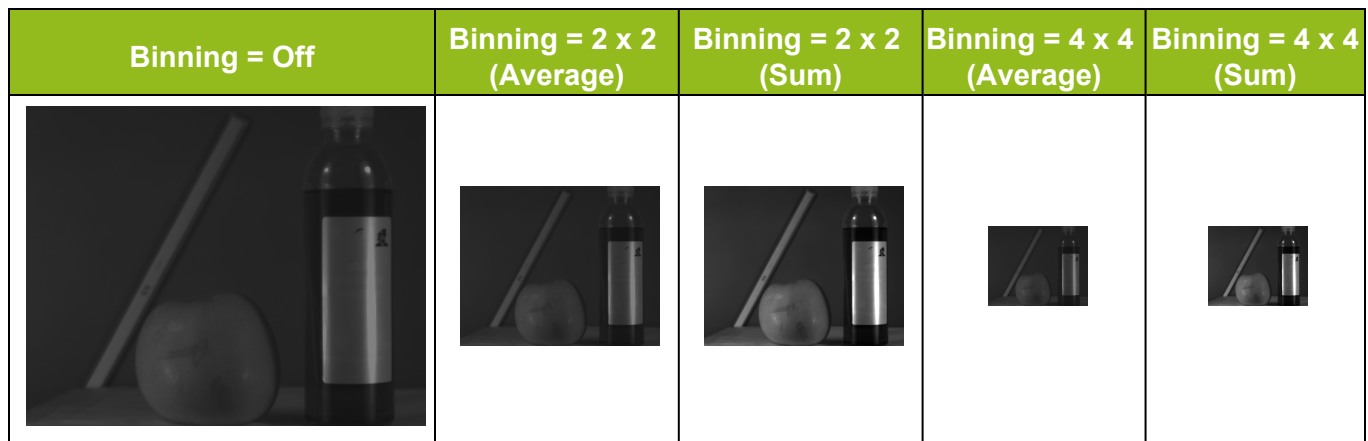 Binning = Off
Binning = 2 x 2
(Average)
Binning = 2 x 2
(Sum)
Binning = 4 x 4
(Average)
Binning = 4 x 4
(Sum)